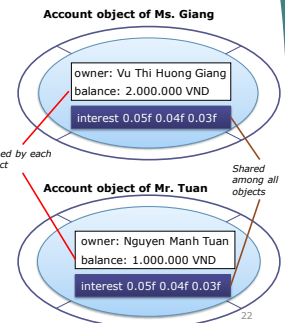 Account object of Ms. Giang
owner: Vu Thi Huong Giang
balance: 2.000.000 VND
interest 0.05f 0.04f 0.03f
ed by each
ct
Shared
among all
objects
Account object of Mr. Tuan
owner: Nguyen Manh Tuan
balance: 1.000.000 VND
interest 0.05f 0.04f 0.03f
22